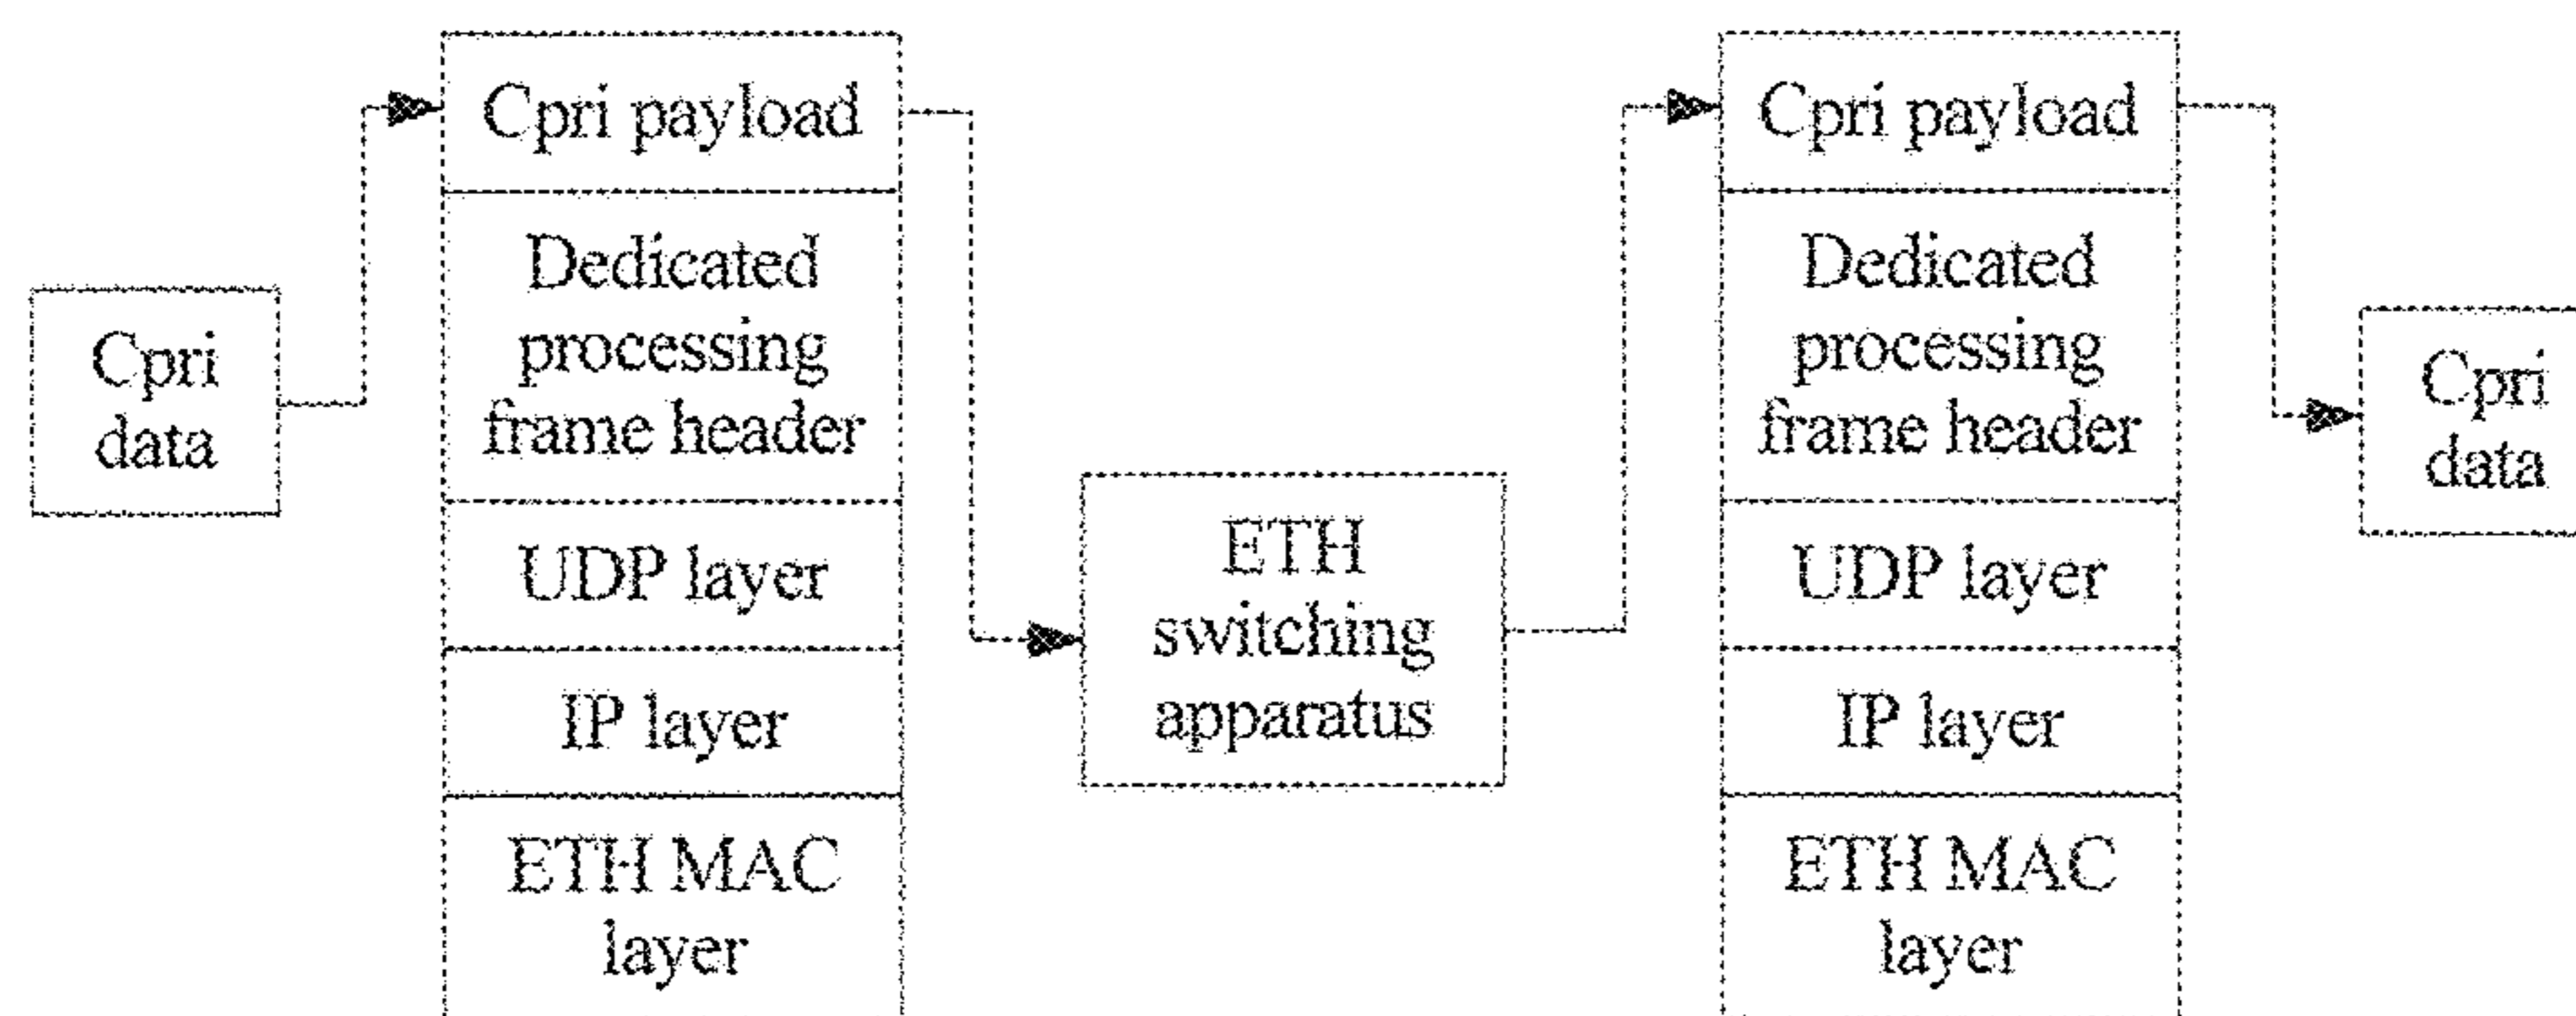 Cpri
data
Cpri payload
Dedicated
processing
frame header
UDP layer
IP layer
ETH MAC
layer
ETH
switching
apparatus
Cpri payload
Dedicated
processing
frame header
UDP layer
IP layer
ETH MAC
layer
Cpri
data